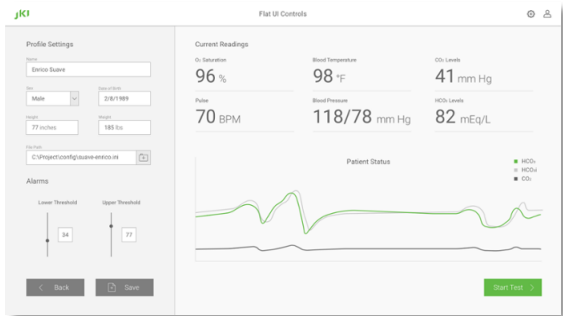 jKI
Flat UI Controls
Profile Settings
Name
Enrico Suave
Sex
Date of Birth
Male
2/8/1989
Height
Weight
77 inches
185 lbs
File Path
C:\Project\config\suave-enrico.ini
Alarms
Lower Threshold
Upper Threshold
34
77
Back
Save
Current Readings
O₂ Saturation
Blood Temperature
CO₂ Levels
96 %
98 °F
41 mm Hg
Pulse
Blood Pressure
HCO₃ Levels
70 BPM
118/78 mm Hg
82 mEq/L
Patient Status
HCO₃
CO₂
Start Test